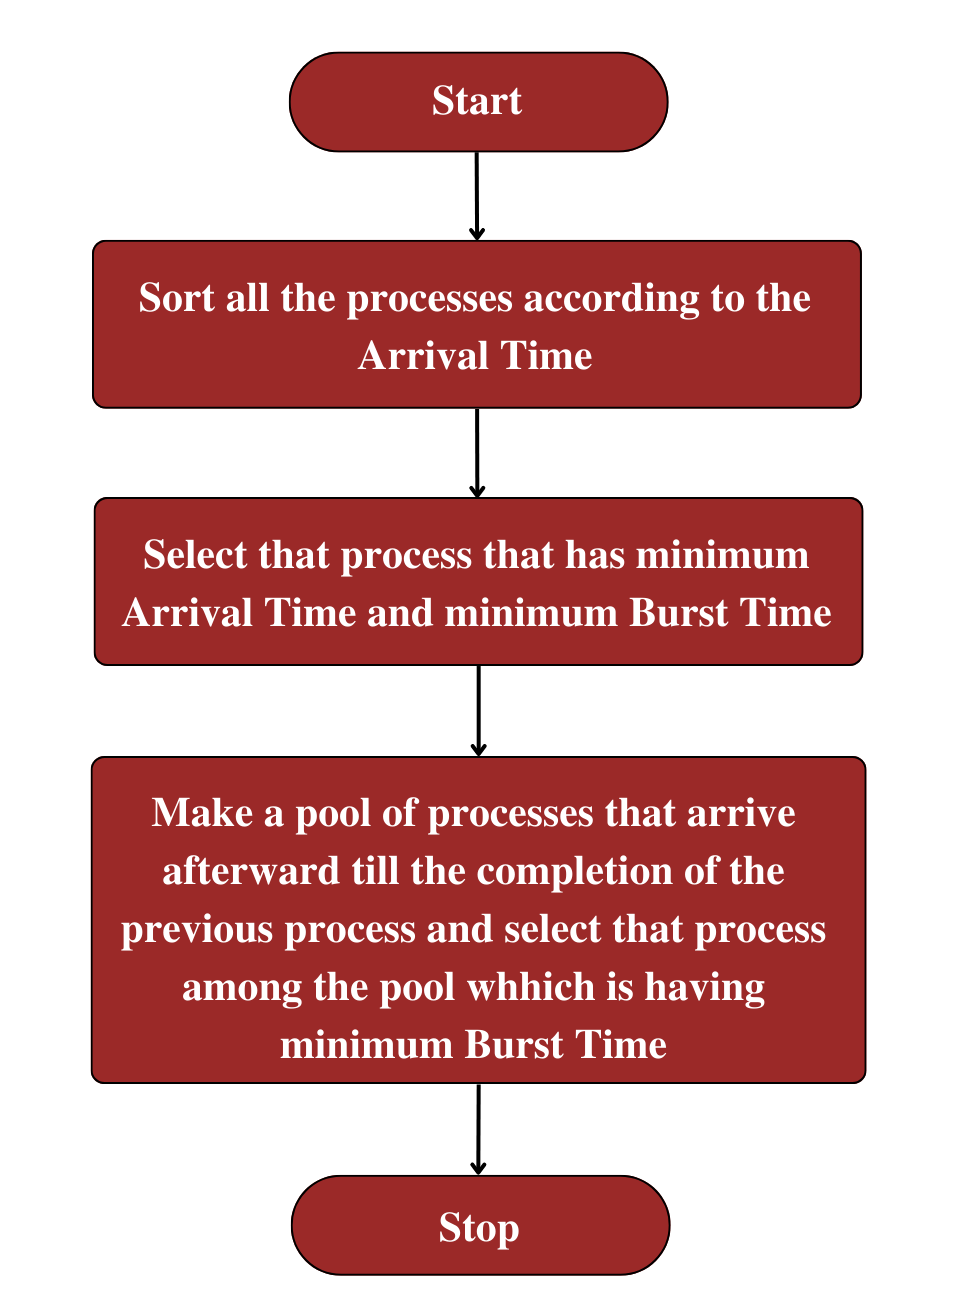 Start
Sort all the processes according to the
Arrival Time
Select that process that has minimum
Arrival Time and minimum Burst Time
Make a pool of processes that arrive
afterward till the completion of the
previous process and select that process
among the pool whhich is having
minimum Burst Time
Stop